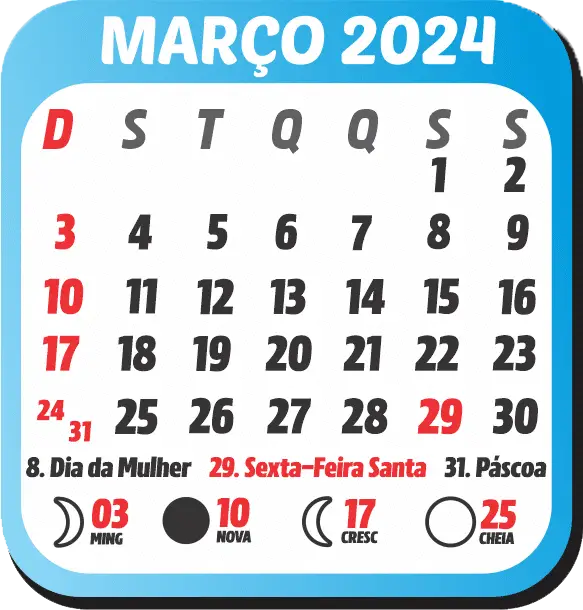 MARÇO 2024
D S T Q Q S S
1 2
3 4 5 6 7 8 9
10 11 12 13 14 15 16
17 18 19 20 21 22 23
24 31 25 26 27 28 29 30
8. Dia da Mulher 29. Sexta-Feira Santa 31. Páscoa
03 10 17 25
MING NOVA CRESC CHEIA